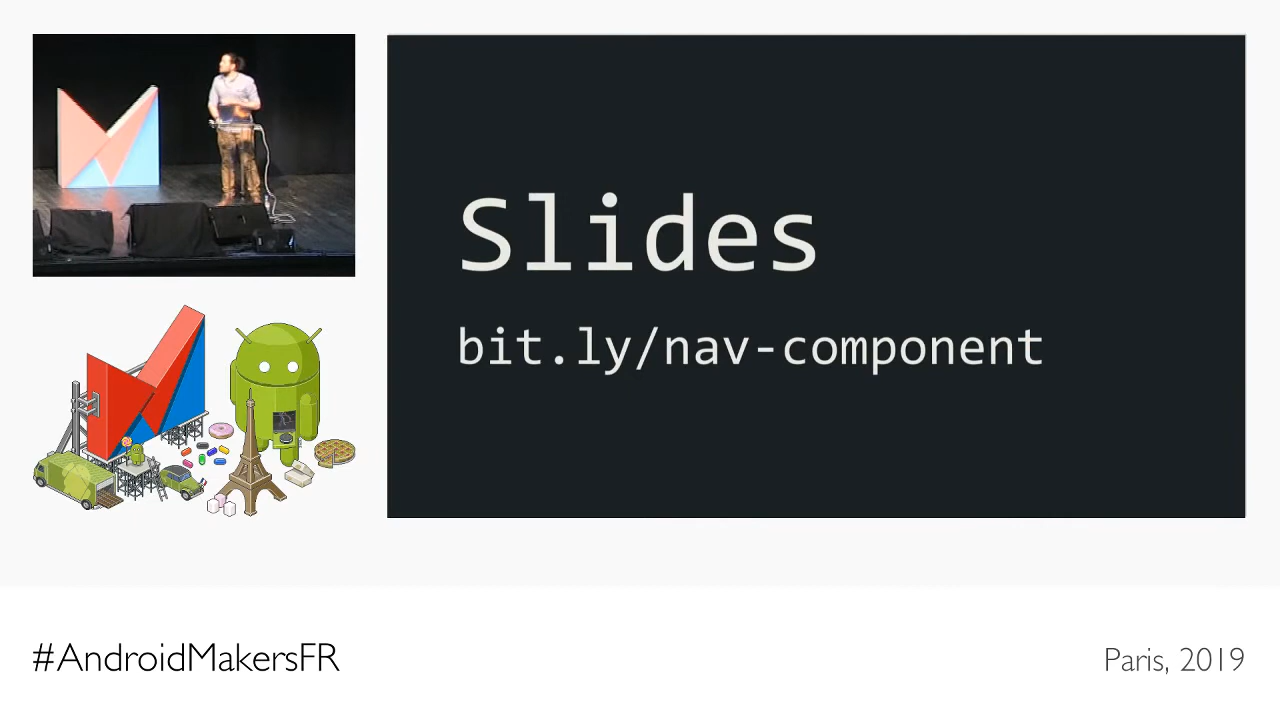 Slides
bit.ly/nav-component
#AndroidMakersFR
Paris, 2019